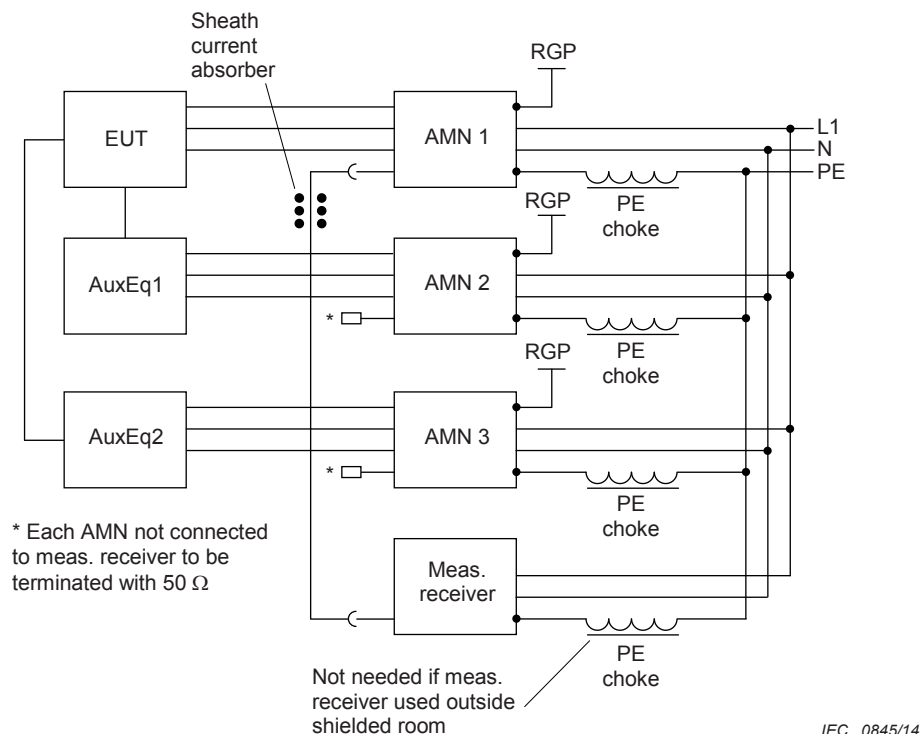 Sheath
current
absorber
RGP
EUT
AMN 1
L1
N
PE
PE
choke
RGP
AuxEq1
AMN 2
*
PE
choke
RGP
AuxEq2
AMN 3
*
PE
choke
* Each AMN not connected
to meas. receiver to be
terminated with 50 Ω
Meas.
receiver
PE
choke
Not needed if meas.
receiver used outside
shielded room
IEC 0845/14